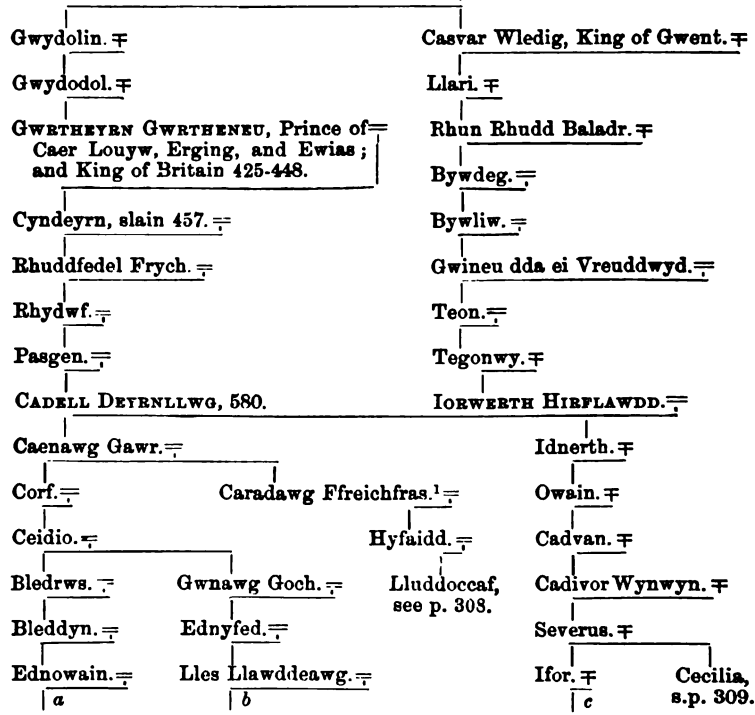 Gwydolin. ∓ Casvar Wledig, King of Gwent. ∓
Gwydodol. ∓ Llari. ∓
GWRTHEYRN GWRTHENEU, Prince of= Rhun Rhudd Baladr. ∓
Caer Louyw, Erging, and Ewias;
and King of Britain 425-448. Bywdeg. =
Cyndeyrn, slain 457. = Bywliw. =
Rhuddfedel Frych. = Gwineu dda ei Vreuddwyd. =
Rhydwf. = Teon. =
Pasgen. = Tegonwy. ∓
CADELL DEYRNLLWG, 580. IORWERTH HIRFLAWDD. =
Caenawg Gawr. = Idnerth. ∓
Corf. = Caradawg Ffreichfras.¹ = Owain. ∓
Ceidio. = Hyfaidd. = Cadvan. ∓
Bledrws. = Gwnawg Goch. = Lluddoccaf, Cadivor Wynwyn. ∓
see p. 308.
Bleddyn. = Ednyfed. = Severus. ∓
Ednowain. = Lles Llawddeawg. = Ifor. ∓ Cecilia,
a b c s.p. 309.